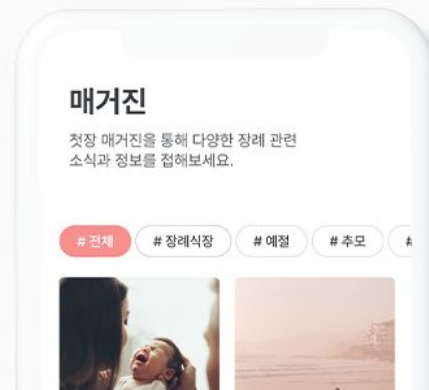 매거진
첫장 매거진을 통해 다양한 장례 관련
소식과 정보를 접해보세요.
# 전체 # 장례식장 # 예절 # 추모 #